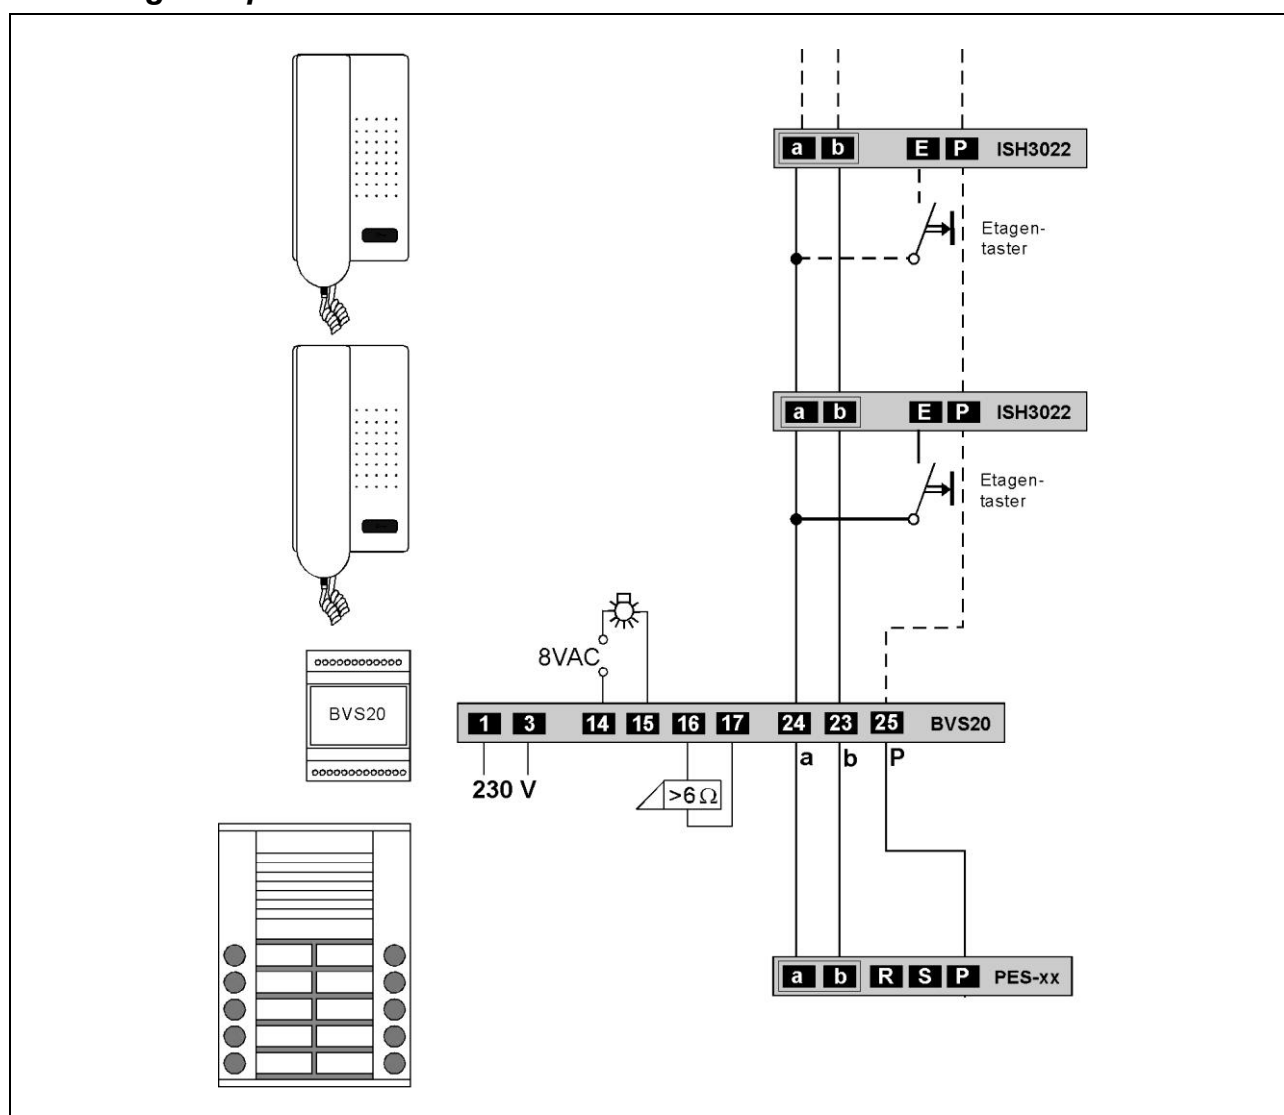 a b E P ISH3022
Etagen-
taster
a b E P ISH3022
Etagen-
taster
8VAC
BVS20
1 3 14 15 16 17 24 23 25 BVS20
a b P
230 V
>6 Ω
a b R S P PES-xx